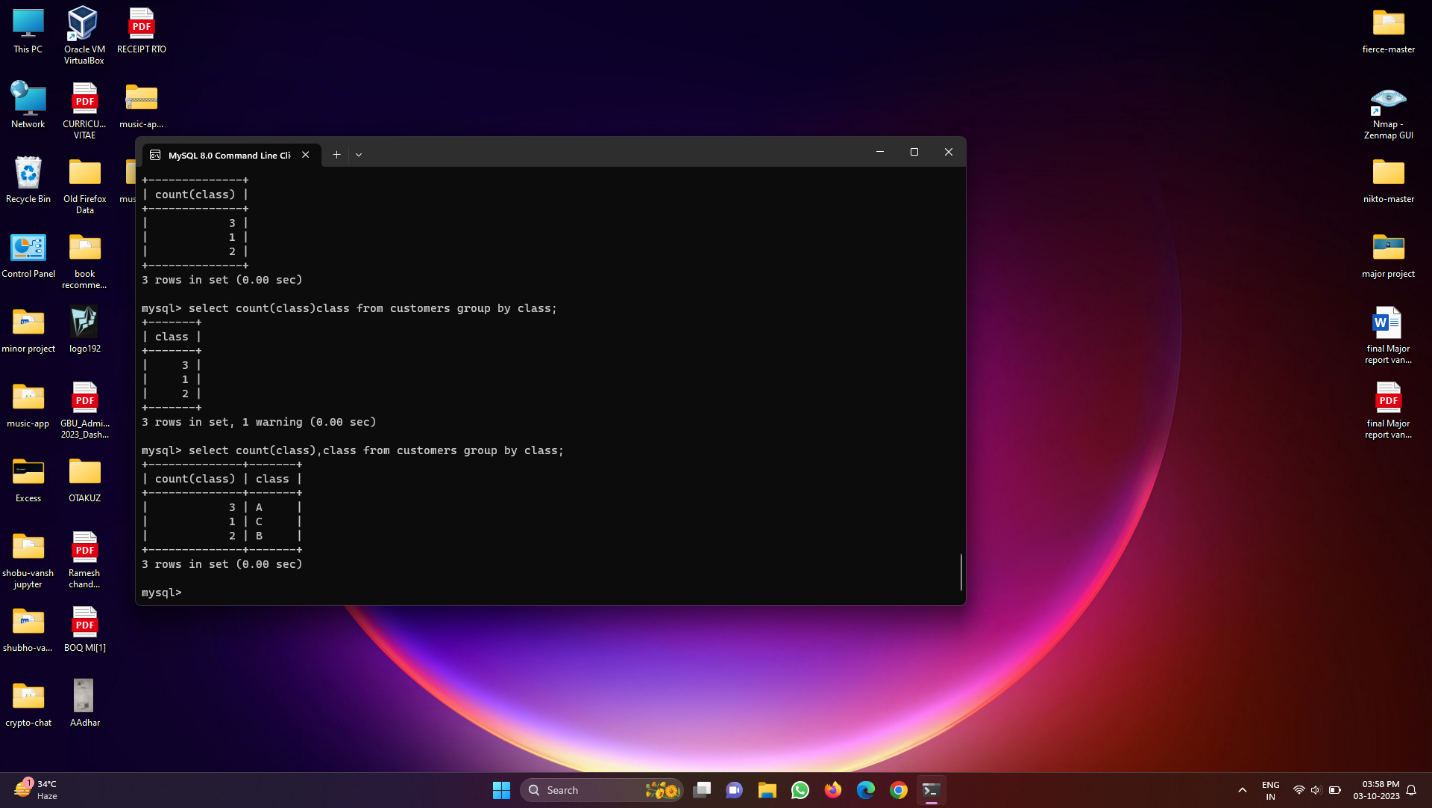 This PC
Oracle VM
VirtualBox
RECEIPT RTO
Network
CURRICU...
VITAE
music-ap...
Recycle Bin
Old Firefox
Data
Control Panel
book
recomme...
minor project
logo192
music-app
GBU_Admi...
2023_Dash...
Excess
OTAKUZ
shobu-vansh
jupyter
Ramesh
chand...
shubho-va...
BOQ MI[1]
crypto-chat
AAdhar
fierce-master
Nmap -
Zenmap GUI
nikto-master
major project
final Major
report van...
PDF
final Major
report van...
MySQL 8.0 Command Line Cli
+--------------+
| count(class) |
+--------------+
|            3 |
|            1 |
|            2 |
+--------------+
3 rows in set (0.00 sec)
mysql> select count(class)class from customers group by class;
+-------+
| class |
+-------+
|     3 |
|     1 |
|     2 |
+-------+
3 rows in set, 1 warning (0.00 sec)
mysql> select count(class),class from customers group by class;
+--------------+-------+
| count(class) | class |
+--------------+-------+
|            3 | A     |
|            1 | C     |
|            2 | B     |
+--------------+-------+
3 rows in set (0.00 sec)
mysql>
1
34°C
Haze
Search
ENG
IN
03:58 PM
03-10-2023